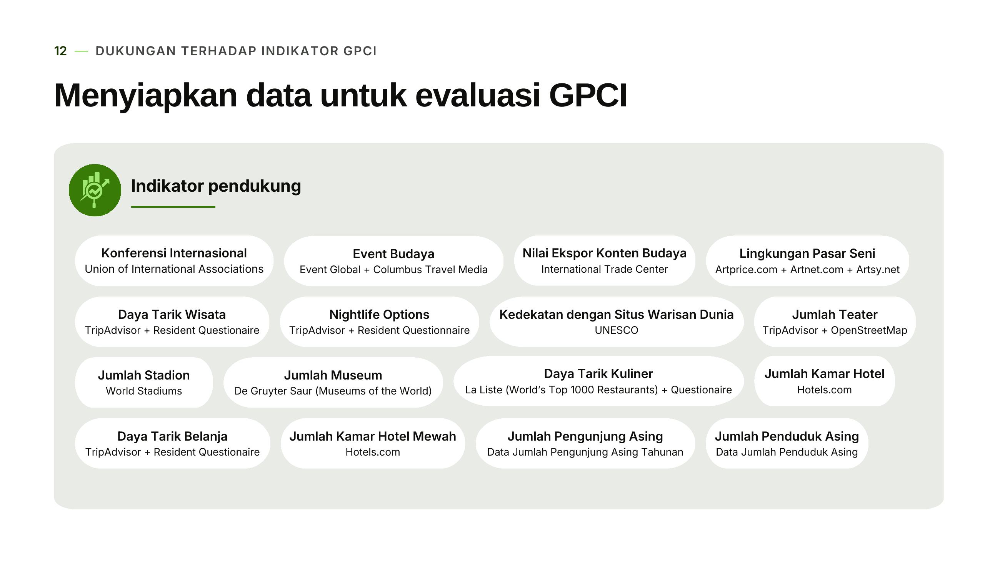 12 — DUKUNGAN TERHADAP INDIKATOR GPCI
Menyiapkan data untuk evaluasi GPCI
Indikator pendukung
Konferensi Internasional
Union of International Associations
Event Budaya
Event Global + Columbus Travel Media
Nilai Ekspor Konten Budaya
International Trade Center
Lingkungan Pasar Seni
Artprice.com + Artnet.com + Artsy.net
Daya Tarik Wisata
TripAdvisor + Resident Questionaire
Nightlife Options
TripAdvisor + Resident Questionnaire
Kedekatan dengan Situs Warisan Dunia
UNESCO
Jumlah Teater
TripAdvisor + OpenStreetMap
Jumlah Stadion
World Stadiums
Jumlah Museum
De Gruyter Saur (Museums of the World)
Daya Tarik Kuliner
La Liste (World’s Top 1000 Restaurants) + Questionaire
Jumlah Kamar Hotel
Hotels.com
Daya Tarik Belanja
TripAdvisor + Resident Questionaire
Jumlah Kamar Hotel Mewah
Hotels.com
Jumlah Pengunjung Asing
Data Jumlah Pengunjung Asing Tahunan
Jumlah Penduduk Asing
Data Jumlah Penduduk Asing